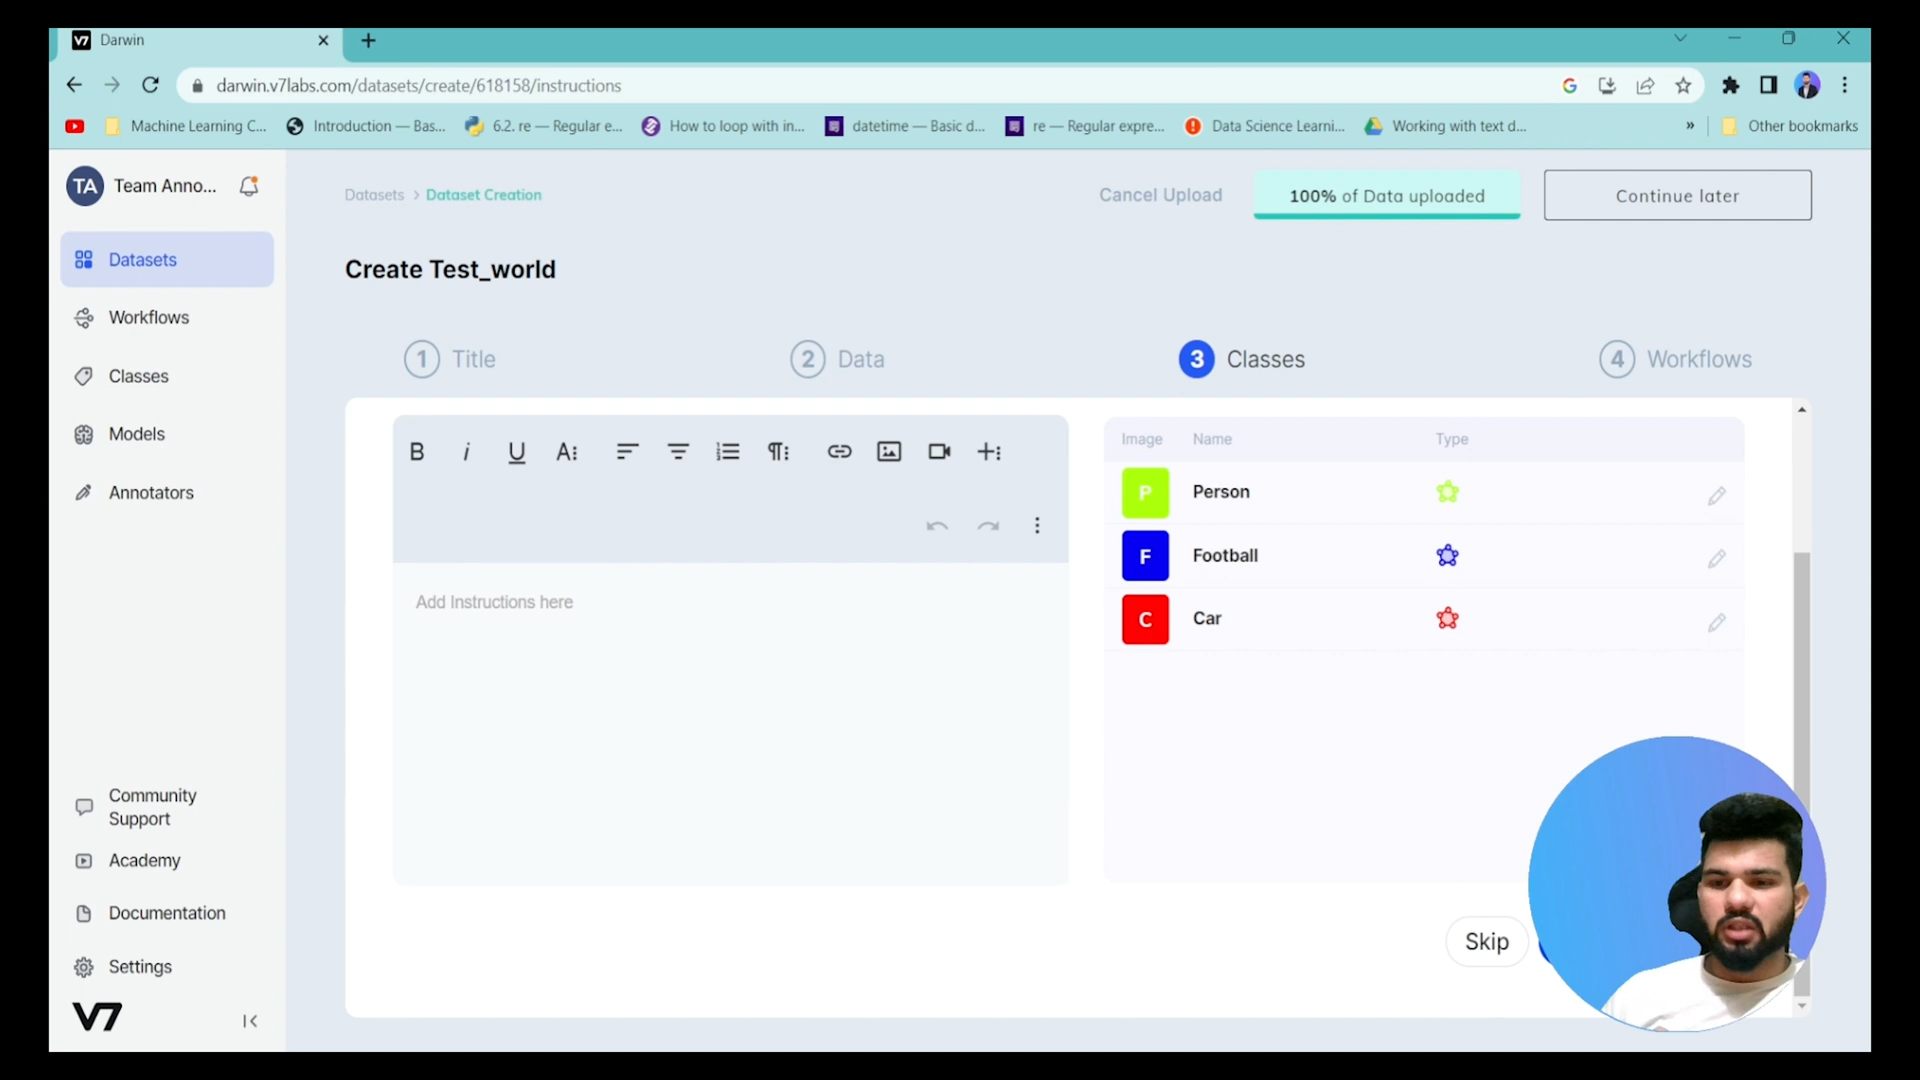 V7 Darwin
darwin.v7labs.com/datasets/create/618158/instructions
Machine Learning C... Introduction — Bas... 6.2. re — Regular e... How to loop with in... datetime — Basic d... re — Regular expre... Data Science Learni... Working with text d... » Other bookmarks
TA Team Anno...
Datasets > Dataset Creation
Cancel Upload
100% of Data uploaded
Continue later
Datasets
Workflows
Classes
Models
Annotators
Create Test_world
1 Title
2 Data
3 Classes
4 Workflows
B i U A
Add Instructions here
Image Name Type
P Person
F Football
C Car
Skip
Community
Support
Academy
Documentation
Settings
V7